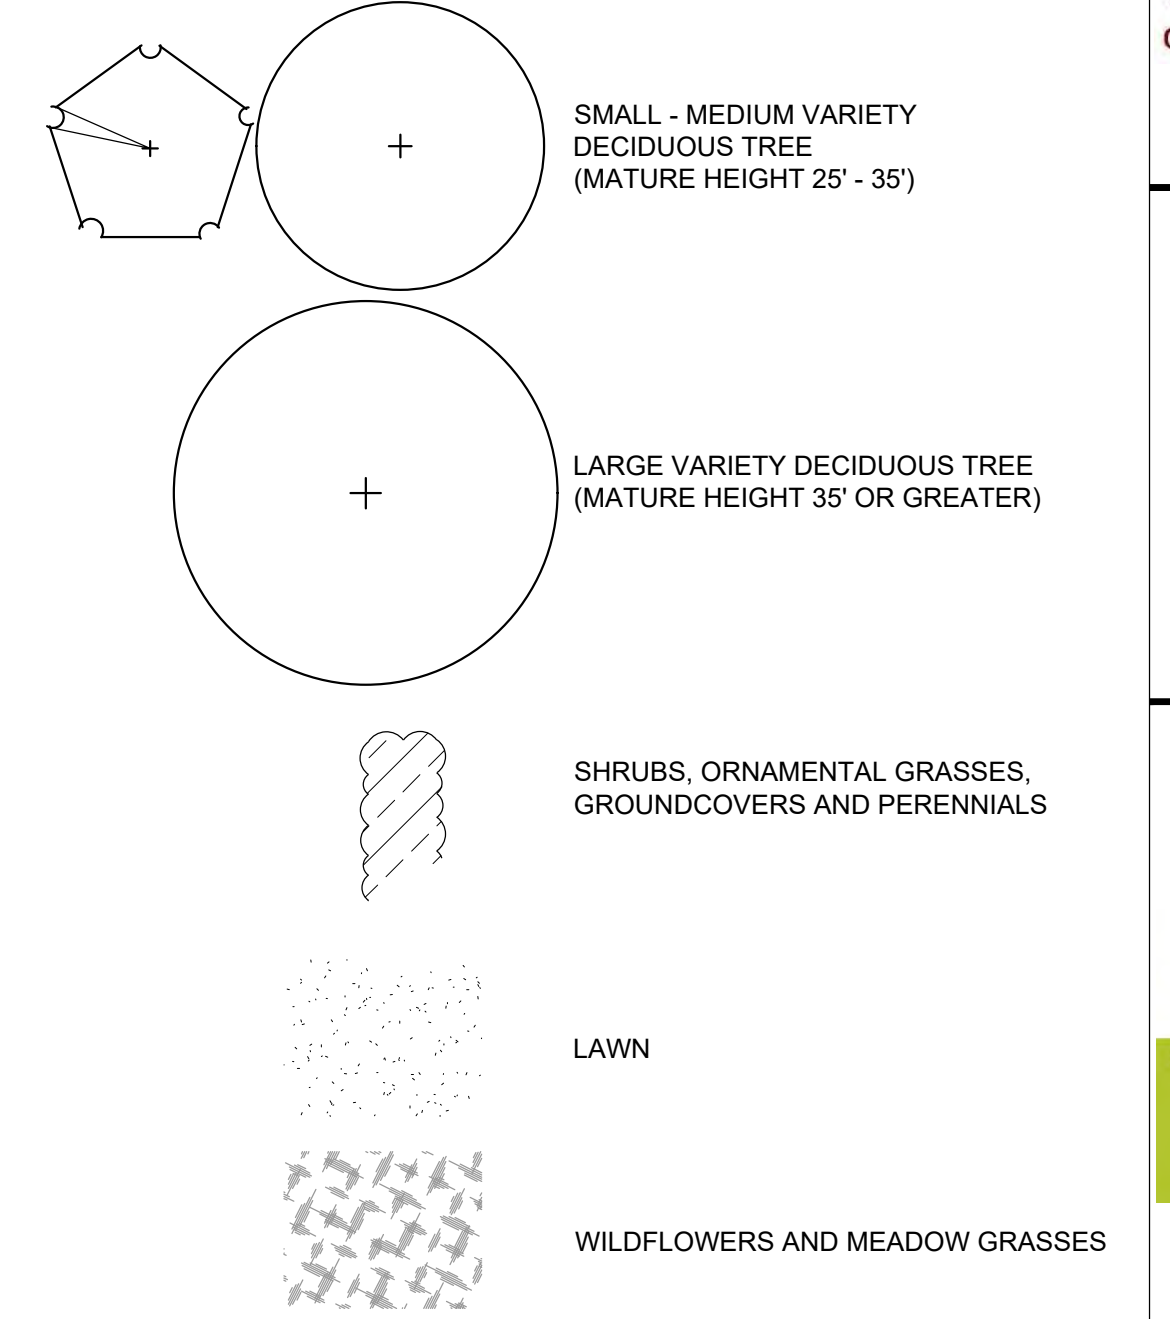 SMALL - MEDIUM VARIETY
DECIDUOUS TREE
(MATURE HEIGHT 25' - 35')
LARGE VARIETY DECIDUOUS TREE
(MATURE HEIGHT 35' OR GREATER)
SHRUBS, ORNAMENTAL GRASSES,
GROUNDCOVERS AND PERENNIALS
LAWN
WILDFLOWERS AND MEADOW GRASSES